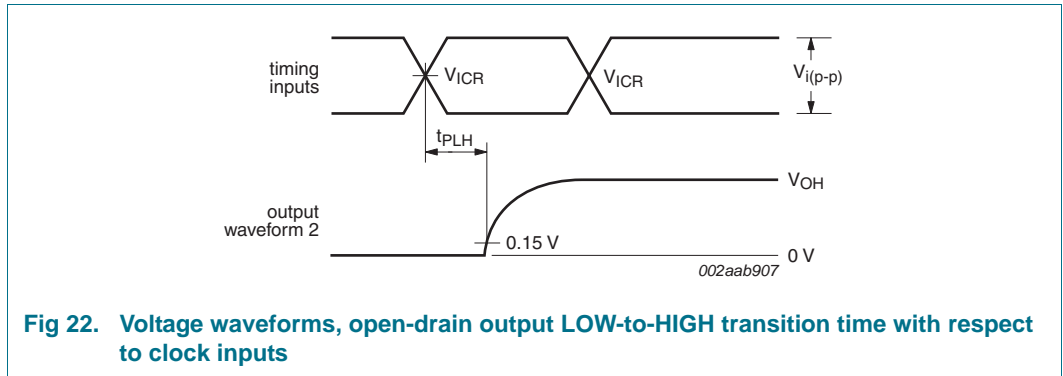 timing
inputs
VICR
VICR
Vi(p-p)
tPLH
output
waveform 2
0.15 V
VOH
0 V
002aab907
Fig 22. Voltage waveforms, open-drain output LOW-to-HIGH transition time with respect
to clock inputs